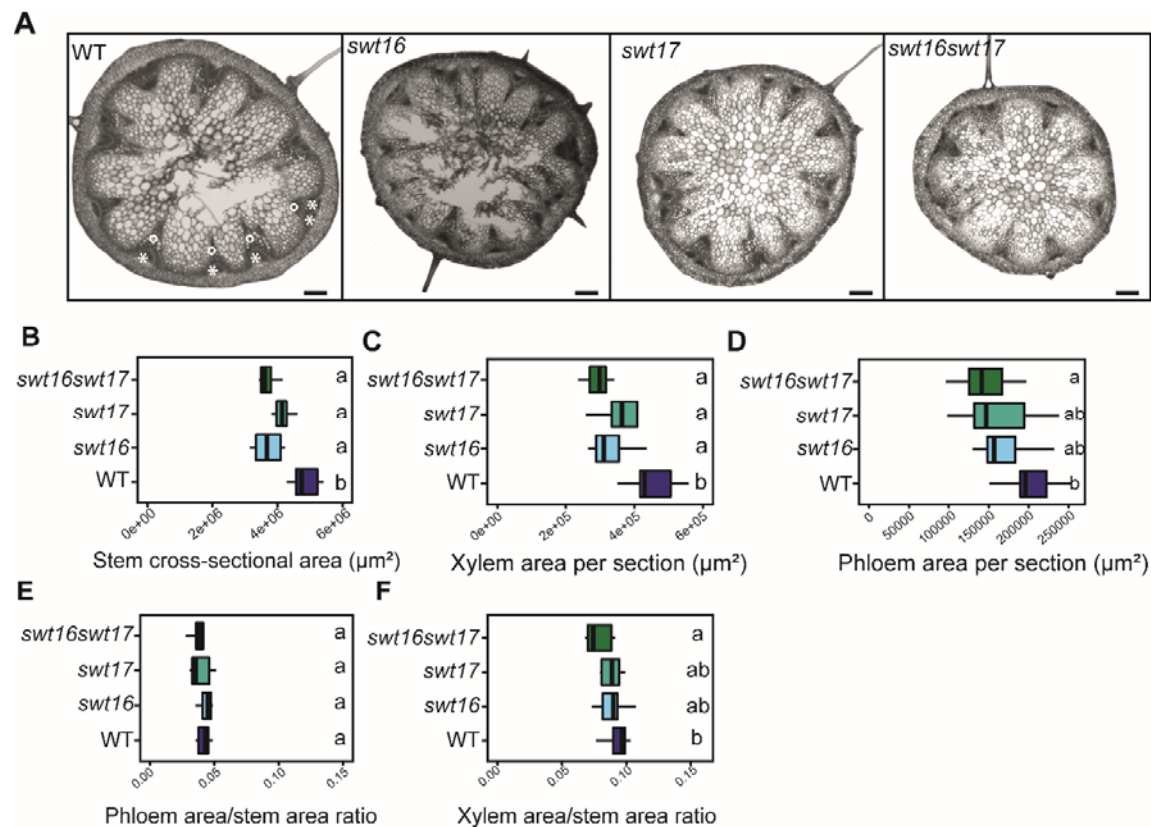 A
WT
swt16
swt17
swt16swt17
B
swt16swt17
swt17
swt16
WT
a
a
a
b
0e+00
2e+06
4e+06
6e+06
Stem cross-sectional area (µm²)
C
swt16swt17
swt17
swt16
WT
a
a
a
b
0e+00
2e+05
4e+05
6e+05
Xylem area per section (µm²)
D
swt16swt17
swt17
swt16
WT
a
ab
ab
b
0
50000
100000
150000
200000
250000
Phloem area per section (µm²)
E
swt16swt17
swt17
swt16
WT
a
a
a
a
0.00
0.05
0.10
0.15
Phloem area/stem area ratio
F
swt16swt17
swt17
swt16
WT
a
ab
ab
b
0.00
0.05
0.10
0.15
Xylem area/stem area ratio